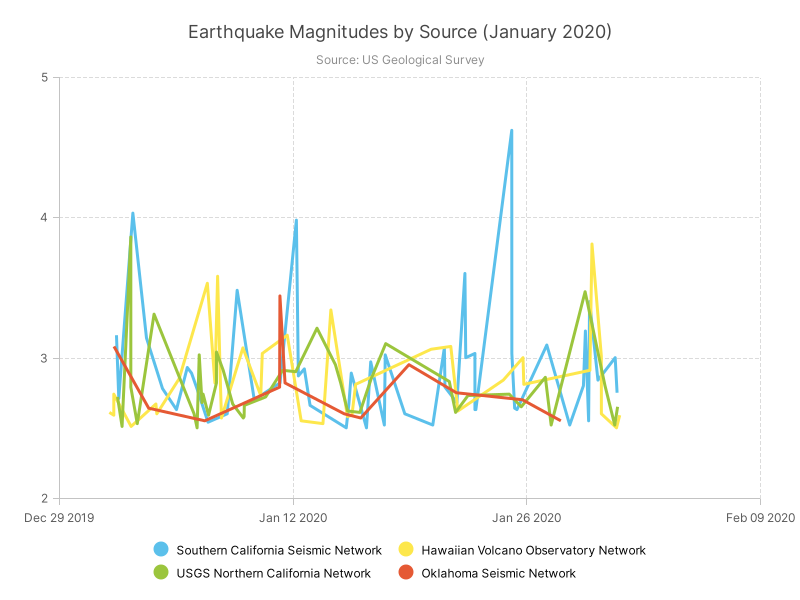 Earthquake Magnitudes by Source (January 2020)
Source: US Geological Survey
5
4
3
2
Dec 29 2019
Jan 12 2020
Jan 26 2020
Feb 09 2020
Southern California Seismic Network
Hawaiian Volcano Observatory Network
USGS Northern California Network
Oklahoma Seismic Network